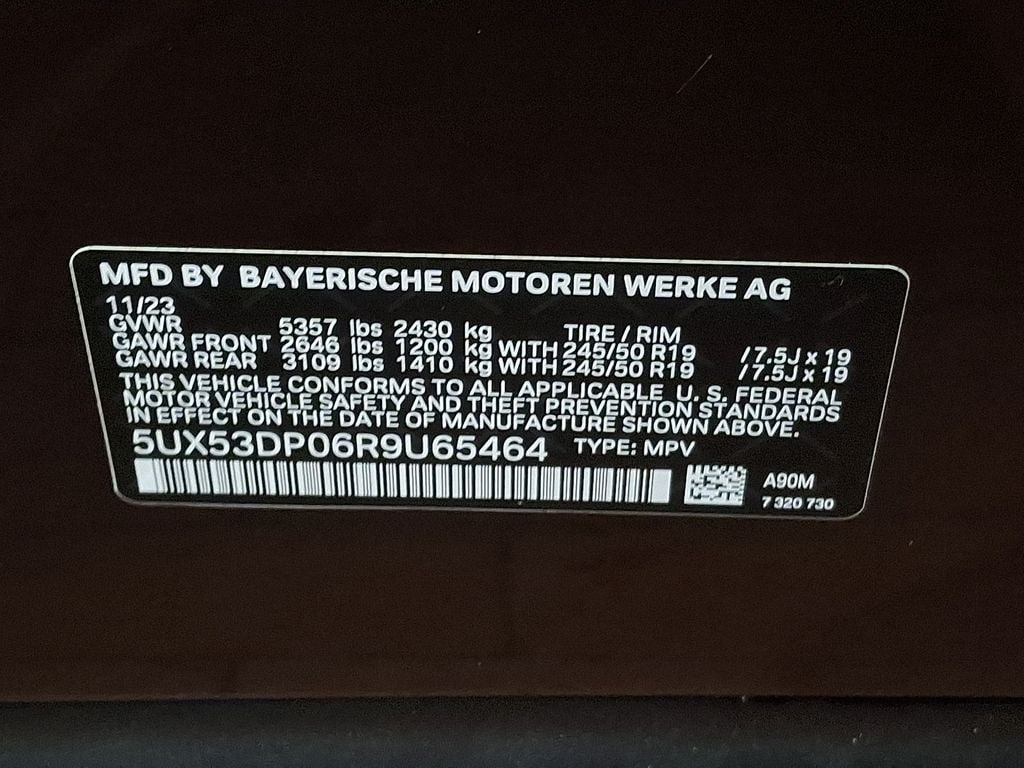 MFD BY BAYERISCHE MOTOREN WERKE AG
11/23
GVWR 5357 lbs 2430 kg TIRE / RIM
GAWR FRONT 2646 lbs 1200 kg WITH 245/50 R19 / 7.5J x 19
GAWR REAR 3109 lbs 1410 kg WITH 245/50 R19 / 7.5J x 19
THIS VEHICLE CONFORMS TO ALL APPLICABLE U. S. FEDERAL
MOTOR VEHICLE SAFETY AND THEFT PREVENTION STANDARDS
IN EFFECT ON THE DATE OF MANUFACTURE SHOWN ABOVE.
5UX53DP06R9U65464 TYPE: MPV
A90M
7 320 730